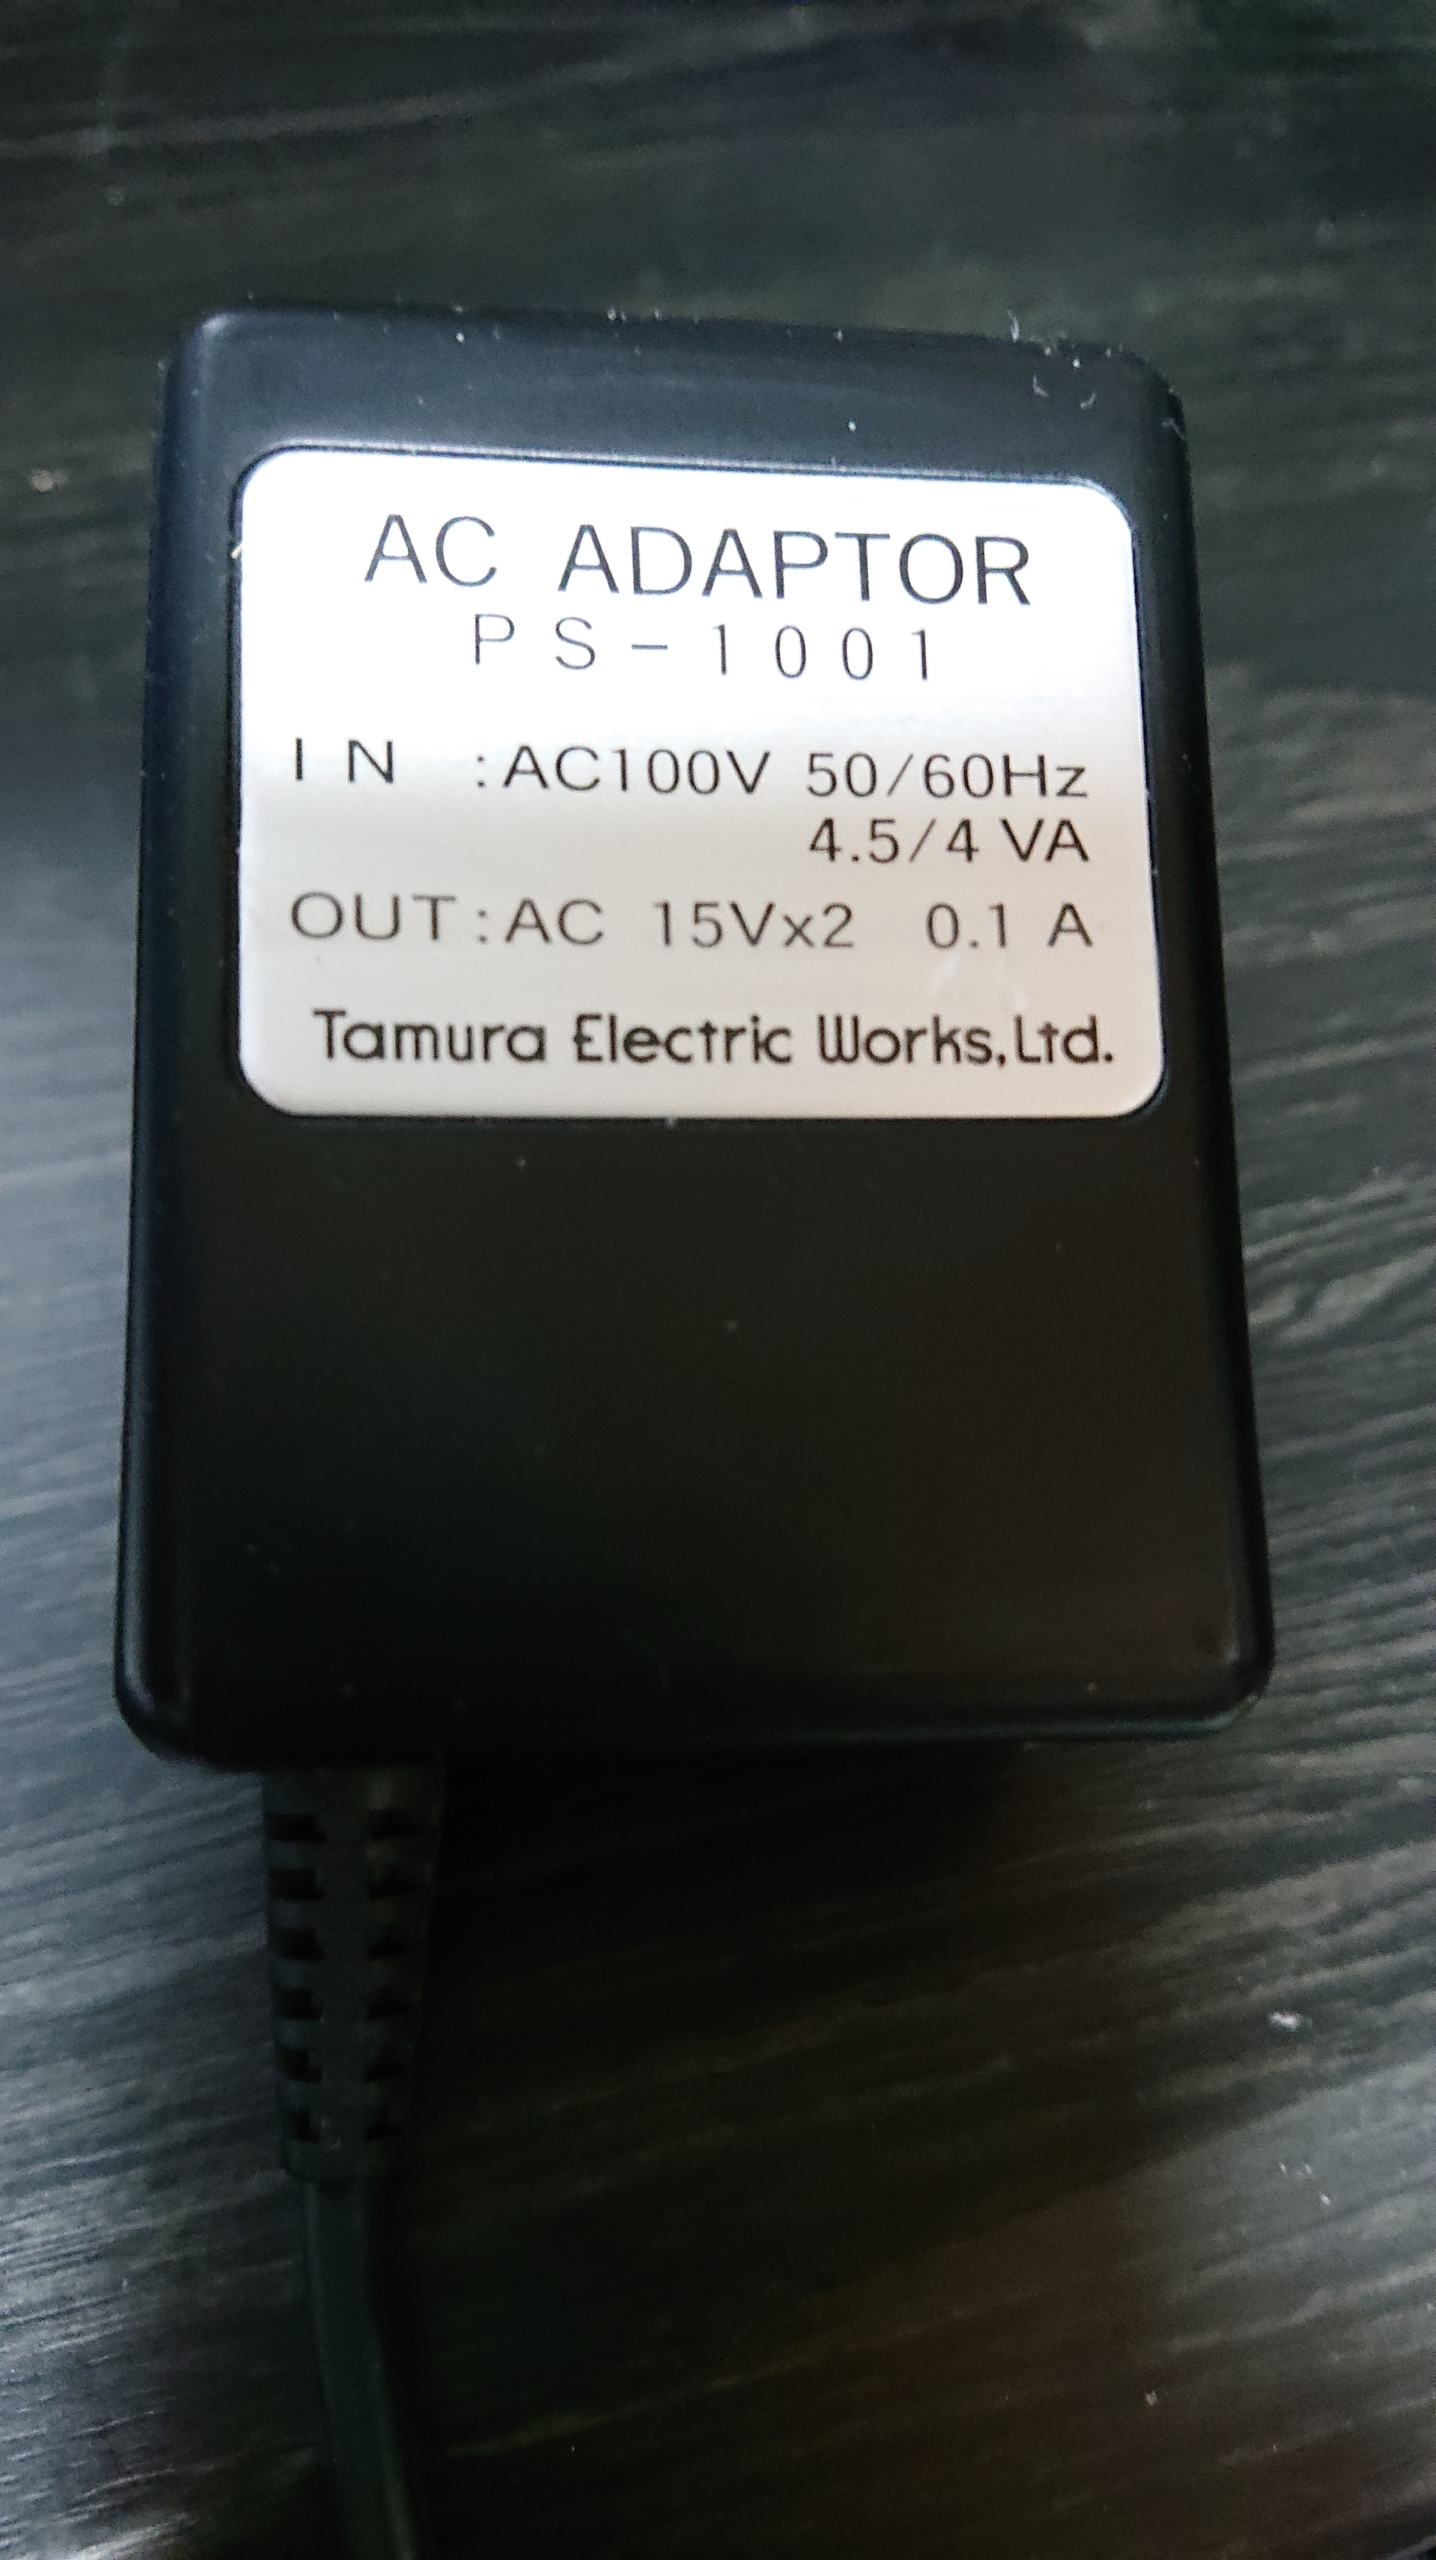 AC ADAPTOR
PS-1001
IN :AC100V 50/60Hz
4.5/4 VA
OUT:AC 15Vx2 0.1 A
Tamura Electric Works,Ltd.